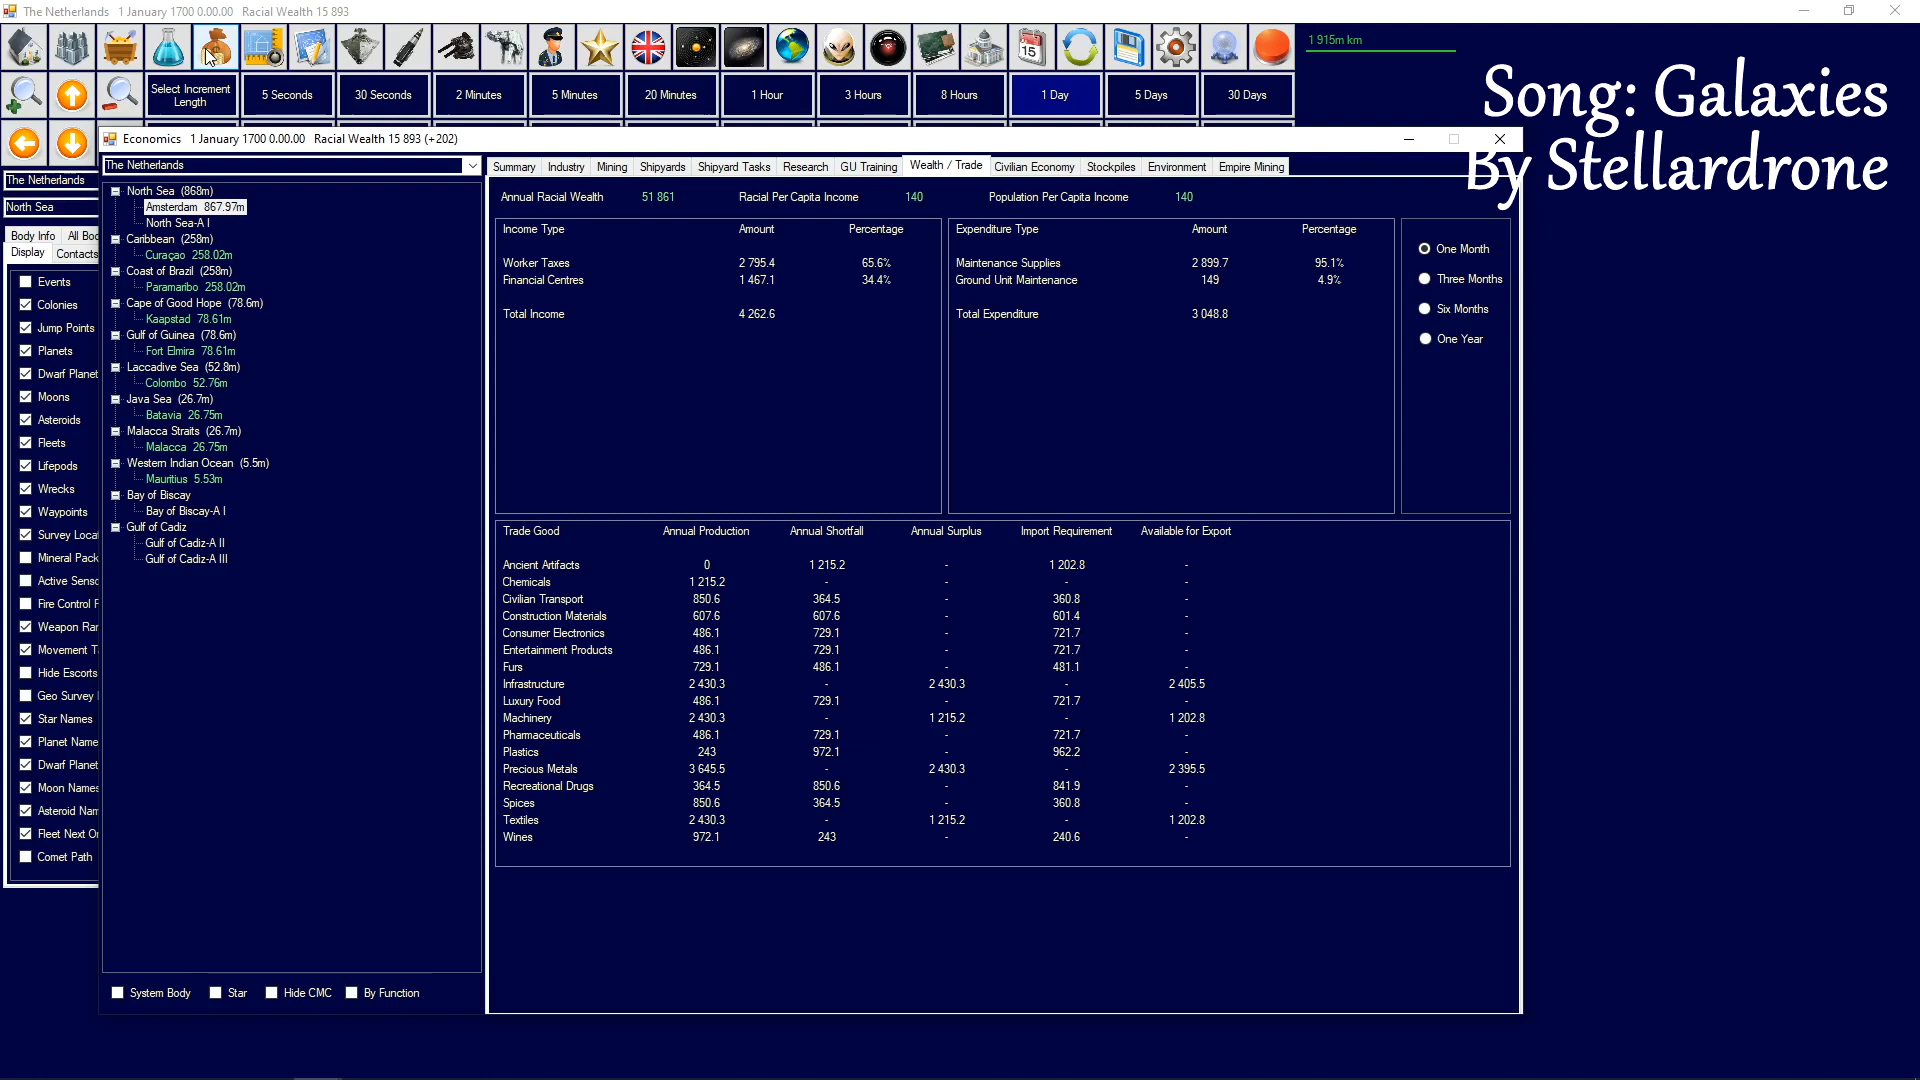 The Netherlands 1 January 1700 0.00.00 Racial Wealth 15 893
15
1 915m km
Song: Galaxies
By Stellardrone
Select Increment Length
5 Seconds
30 Seconds
2 Minutes
5 Minutes
20 Minutes
1 Hour
3 Hours
8 Hours
1 Day
5 Days
30 Days
Economics 1 January 1700 0.00.00 Racial Wealth 15 893 (+202)
The Netherlands
North Sea
Body Info All Boc
Display Contacts
Events
Colonies
Jump Points
Planets
Dwarf Planet
Moons
Asteroids
Fleets
Lifepods
Wrecks
Waypoints
Survey Locat
Mineral Pack
Active Senso
Fire Control F
Weapon Ran
Movement T
Hide Escorts
Geo Survey
Star Names
Planet Name
Dwarf Planet
Moon Names
Asteroid Nam
Fleet Next Or
Comet Path
The Netherlands
North Sea (868m)
Amsterdam 867.97m
North Sea-A I
Caribbean (258m)
Curaçao 258.02m
Coast of Brazil (258m)
Paramaribo 258.02m
Cape of Good Hope (78.6m)
Kaapstad 78.61m
Gulf of Guinea (78.6m)
Fort Elmira 78.61m
Laccadive Sea (52.8m)
Colombo 52.76m
Java Sea (26.7m)
Batavia 26.75m
Malacca Straits (26.7m)
Malacca 26.75m
Western Indian Ocean (5.5m)
Mauritius 5.53m
Bay of Biscay
Bay of Biscay-A I
Gulf of Cadiz
Gulf of Cadiz-A II
Gulf of Cadiz-A III
System Body Star Hide CMC By Function
Summary Industry Mining Shipyards Shipyard Tasks Research GU Training Wealth / Trade Civilian Economy Stockpiles Environment Empire Mining
Annual Racial Wealth 51 861 Racial Per Capita Income 140 Population Per Capita Income 140
Income Type Amount Percentage
Worker Taxes 2 795.4 65.6%
Financial Centres 1 467.1 34.4%
Total Income 4 262.6
Expenditure Type Amount Percentage
Maintenance Supplies 2 899.7 95.1%
Ground Unit Maintenance 149 4.9%
Total Expenditure 3 048.8
One Month
Three Months
Six Months
One Year
Trade Good Annual Production Annual Shortfall Annual Surplus Import Requirement Available for Export
Ancient Artifacts 0 1 215.2 - 1 202.8 -
Chemicals 1 215.2 - - - -
Civilian Transport 850.6 364.5 - 360.8 -
Construction Materials 607.6 607.6 - 601.4 -
Consumer Electronics 486.1 729.1 - 721.7 -
Entertainment Products 486.1 729.1 - 721.7 -
Furs 729.1 486.1 - 481.1 -
Infrastructure 2 430.3 - 2 430.3 - 2 405.5
Luxury Food 486.1 729.1 - 721.7 -
Machinery 2 430.3 - 1 215.2 - 1 202.8
Pharmaceuticals 486.1 729.1 - 721.7 -
Plastics 243 972.1 - 962.2 -
Precious Metals 3 645.5 - 2 430.3 - 2 395.5
Recreational Drugs 364.5 850.6 - 841.9 -
Spices 850.6 364.5 - 360.8 -
Textiles 2 430.3 - 1 215.2 - 1 202.8
Wines 972.1 243 - 240.6 -